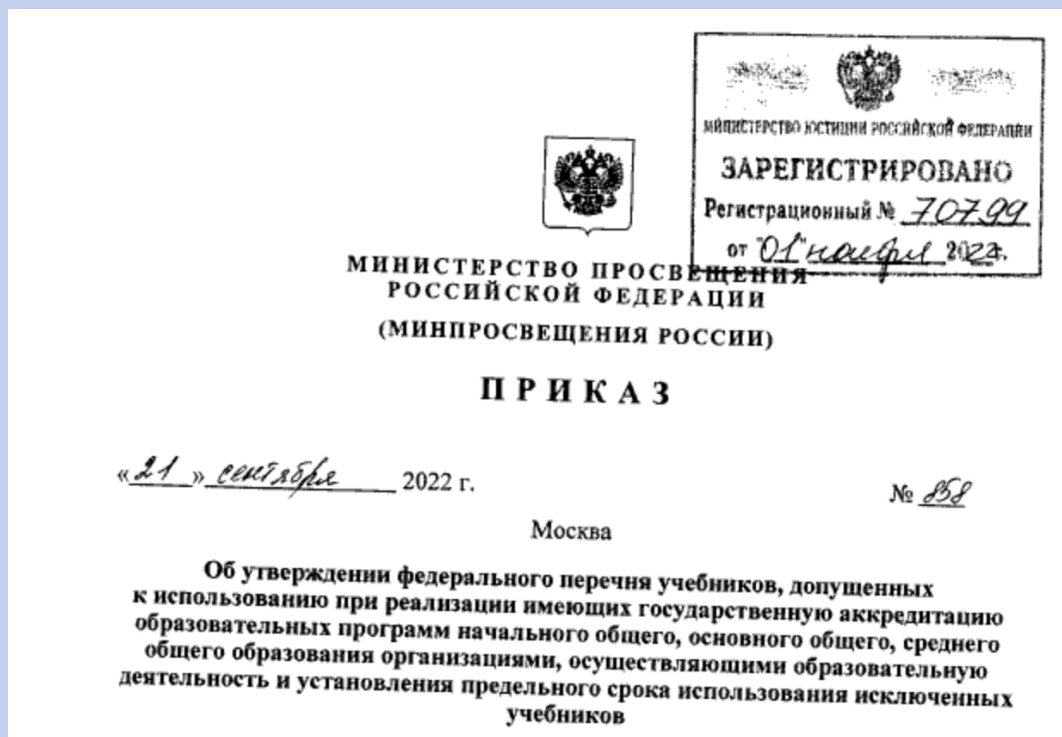 МИНИСТЕРСТВО ЮСТИЦИИ РОССИЙСКОЙ ФЕДЕРАЦИИ
ЗАРЕГИСТРИРОВАНО
Регистрационный № 70799
от "01" ноября 2022г.
МИНИСТЕРСТВО ПРОСВЕЩЕНИЯ
РОССИЙСКОЙ ФЕДЕРАЦИИ
(МИНПРОСВЕЩЕНИЯ РОССИИ)
ПРИКАЗ
«21» сентября 2022 г.
№ 858
Москва
Об утверждении федерального перечня учебников, допущенных
к использованию при реализации имеющих государственную аккредитацию
образовательных программ начального общего, основного общего, среднего
общего образования организациями, осуществляющими образовательную
деятельность и установления предельного срока использования исключенных
учебников